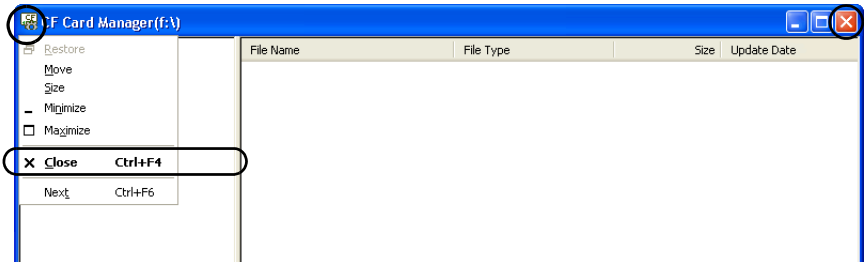 CF Card Manager(f:\)
Restore
Move
Size
Minimize
Maximize
Close Ctrl+F4
Next Ctrl+F6
File Name File Type Size Update Date